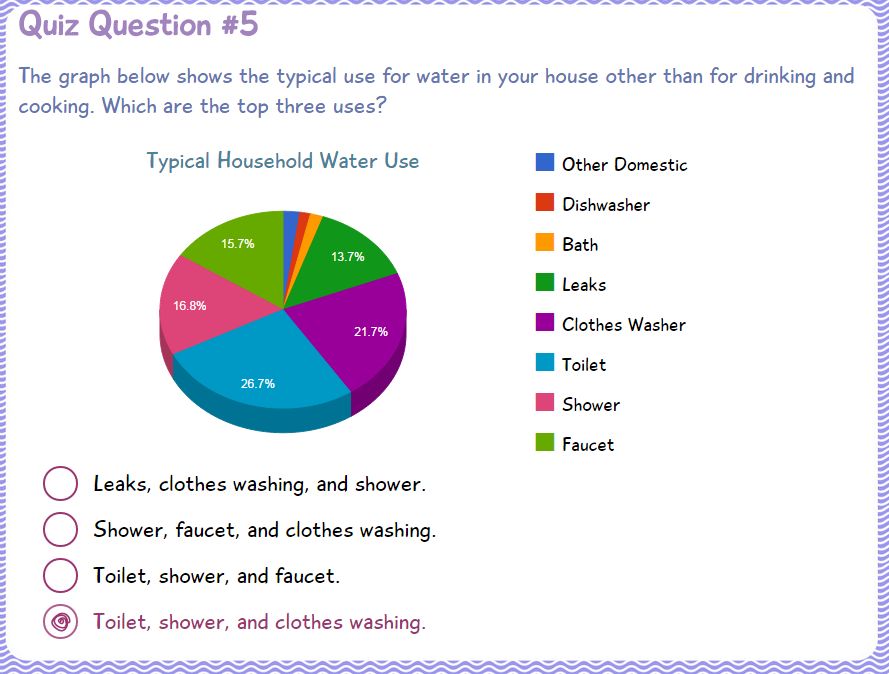 Quiz Question #5
The graph below shows the typical use for water in your house other than for drinking and
cooking. Which are the top three uses?
Typical Household Water Use
Other Domestic
Dishwasher
Bath
Leaks
Clothes Washer
Toilet
Shower
Faucet
15.7%
13.7%
16.8%
21.7%
26.7%
Leaks, clothes washing, and shower.
Shower, faucet, and clothes washing.
Toilet, shower, and faucet.
Toilet, shower, and clothes washing.